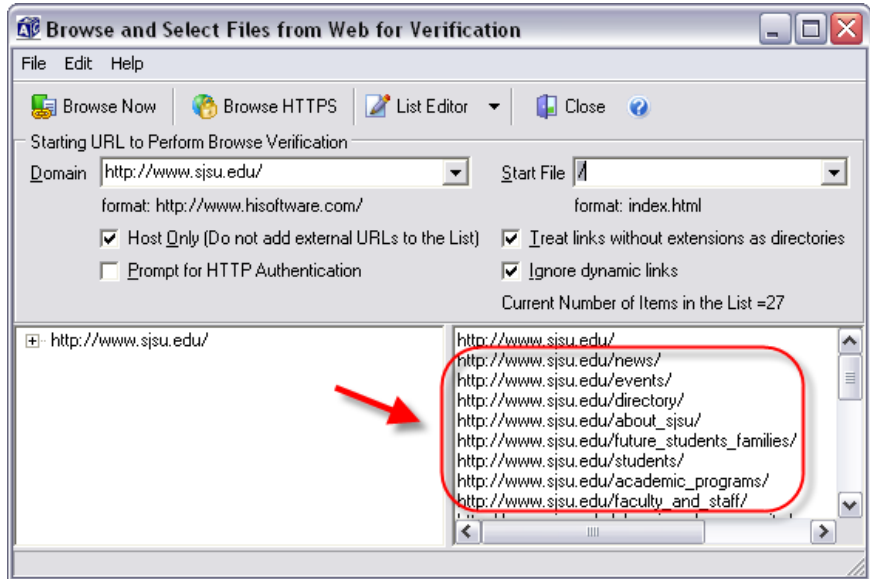 Browse and Select Files from Web for Verification
File Edit Help
Browse Now Browse HTTPS List Editor Close
Starting URL to Perform Browse Verification
Domain http://www.sjsu.edu/ Start File /
format: http://www.hisoftware.com/ format: index.html
Host Only (Do not add external URLs to the List) Treat links without extensions as directories
Prompt for HTTP Authentication Ignore dynamic links
Current Number of Items in the List =27
http://www.sjsu.edu/ http://www.sjsu.edu/
http://www.sjsu.edu/news/
http://www.sjsu.edu/events/
http://www.sjsu.edu/directory/
http://www.sjsu.edu/about_sjsu/
http://www.sjsu.edu/future_students_families/
http://www.sjsu.edu/students/
http://www.sjsu.edu/academic_programs/
http://www.sjsu.edu/faculty_and_staff/